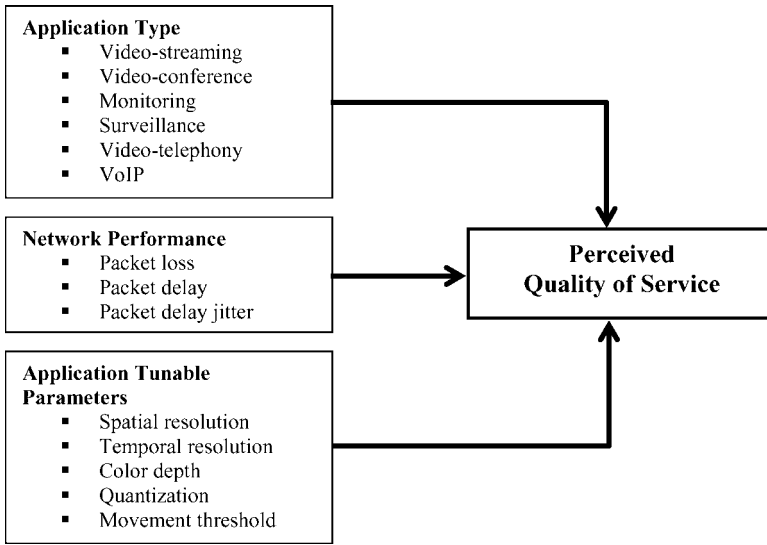 Application Type
▪ Video-streaming
▪ Video-conference
▪ Monitoring
▪ Surveillance
▪ Video-telephony
▪ VoIP
Network Performance
▪ Packet loss
▪ Packet delay
▪ Packet delay jitter
Application Tunable
Parameters
▪ Spatial resolution
▪ Temporal resolution
▪ Color depth
▪ Quantization
▪ Movement threshold
Perceived
Quality of Service